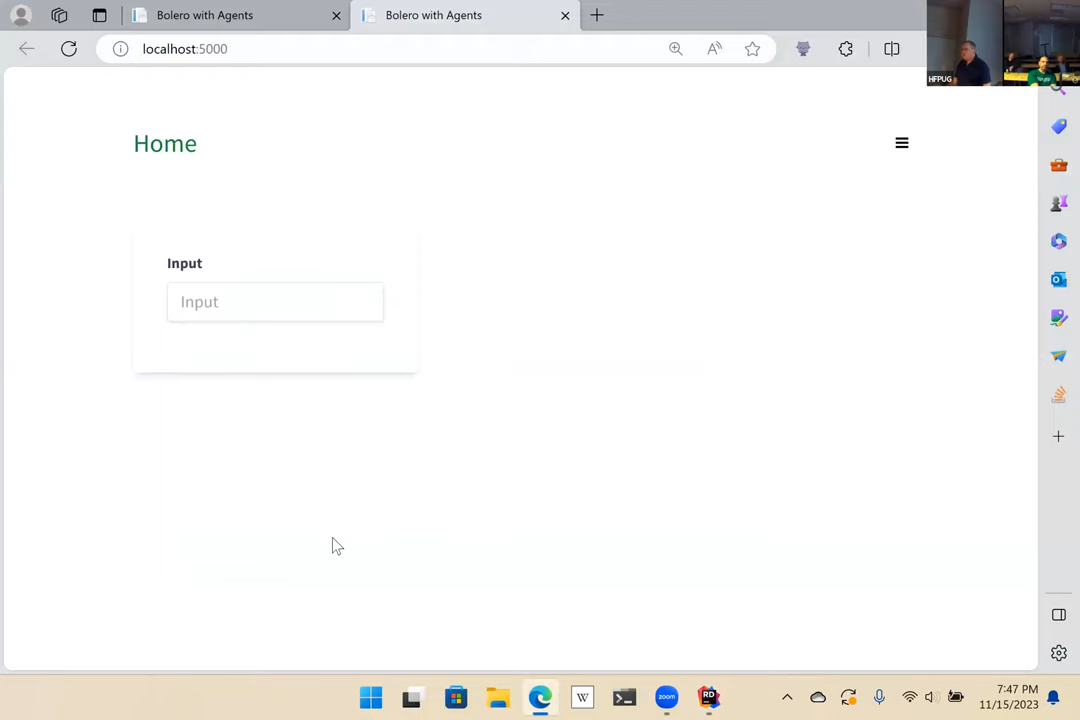 Bolero with Agents
Bolero with Agents
localhost:5000
HFPUG
Home
Input
Input
7:47 PM
11/15/2023